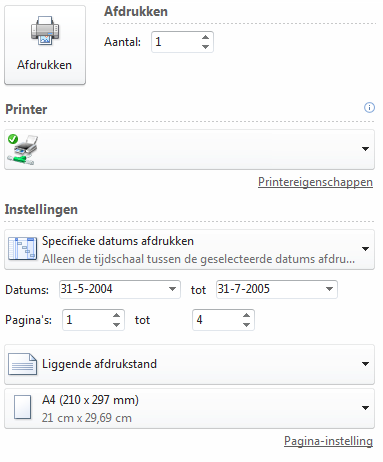 Afdrukken
Afdrukken
Aantal: 1
Printer
Printereigenschappen
Instellingen
Specifieke datums afdrukken
Alleen de tijdschaal tussen de geselecteerde datums afdru...
Datums: 31-5-2004 tot 31-7-2005
Pagina's: 1 tot 4
Liggende afdrukstand
A4 (210 x 297 mm)
21 cm x 29,69 cm
Pagina-instelling